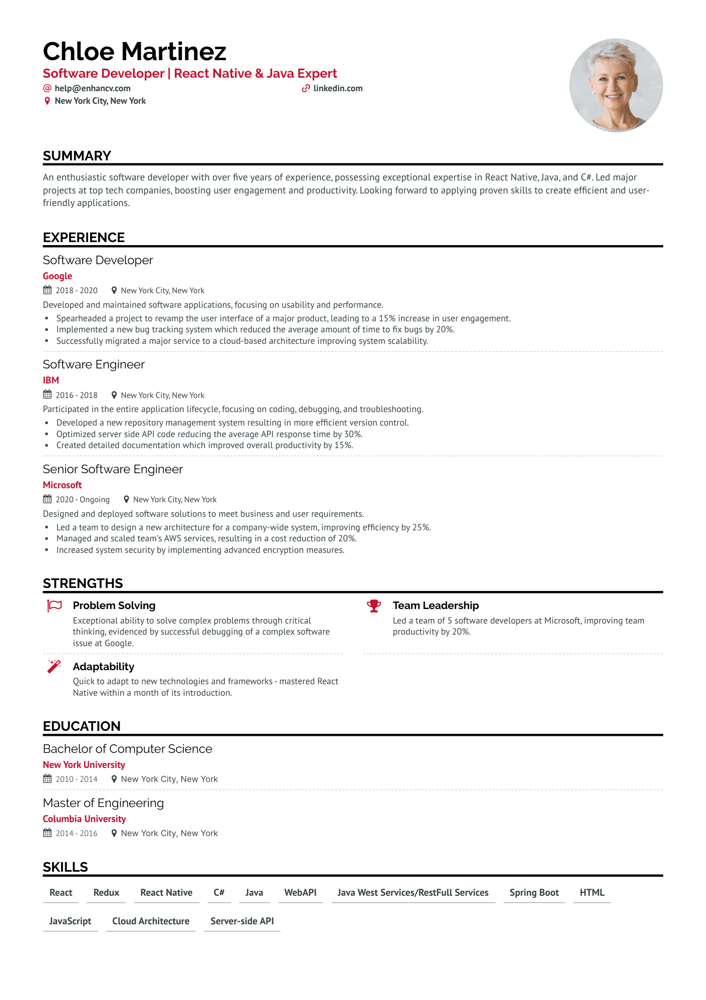 Chloe Martinez
Software Developer | React Native & Java Expert
help@enhancv.com linkedin.com
New York City, New York
SUMMARY
An enthusiastic software developer with over five years of experience, possessing exceptional expertise in React Native, Java, and C#. Led major
projects at top tech companies, boosting user engagement and productivity. Looking forward to applying proven skills to create efficient and user-
friendly applications.
EXPERIENCE
Software Developer
Google
2018 - 2020 New York City, New York
Developed and maintained software applications, focusing on usability and performance.
• Spearheaded a project to revamp the user interface of a major product, leading to a 15% increase in user engagement.
• Implemented a new bug tracking system which reduced the average amount of time to fix bugs by 20%.
• Successfully migrated a major service to a cloud-based architecture improving system scalability.
Software Engineer
IBM
2016 - 2018 New York City, New York
Participated in the entire application lifecycle, focusing on coding, debugging, and troubleshooting.
• Developed a new repository management system resulting in more efficient version control.
• Optimized server side API code reducing the average API response time by 30%.
• Created detailed documentation which improved overall productivity by 15%.
Senior Software Engineer
Microsoft
2020 - Ongoing New York City, New York
Designed and deployed software solutions to meet business and user requirements.
• Led a team to design a new architecture for a company-wide system, improving efficiency by 25%.
• Managed and scaled team's AWS services, resulting in a cost reduction of 20%.
• Increased system security by implementing advanced encryption measures.
STRENGTHS
Problem Solving
Exceptional ability to solve complex problems through critical
thinking, evidenced by successful debugging of a complex software
issue at Google.
Team Leadership
Led a team of 5 software developers at Microsoft, improving team
productivity by 20%.
Adaptability
Quick to adapt to new technologies and frameworks - mastered React
Native within a month of its introduction.
EDUCATION
Bachelor of Computer Science
New York University
2010 - 2014 New York City, New York
Master of Engineering
Columbia University
2014 - 2016 New York City, New York
SKILLS
React Redux React Native C# Java WebAPI Java West Services/RestFull Services Spring Boot HTML
JavaScript Cloud Architecture Server-side API